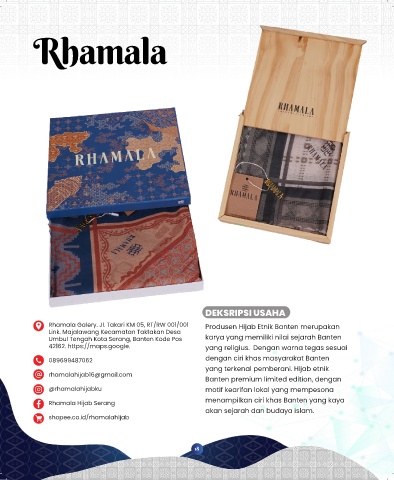 Rhamala
RHAMALA
RHAMALA
RHAMALA
RHAMALA
DEKSRIPSI USAHA
Produsen Hijab Etnik Banten merupakan
karya yang memiliki nilai sejarah Banten
yang religius. Dengan warna tegas sesuai
dengan ciri khas masyarakat Banten
yang terkenal pemberani. Hijab etnik
Banten premium limited edition, dengan
motif kearifan lokal yang mempesona
menampilkan ciri khas Banten yang kaya
akan sejarah dan budaya islam.
Rhamala Galery. Jl. Takari KM 05, RT/RW 001/001
Link. Majalawang Kecamatan Taktakan Desa
Umbul Tengah Kota Serang, Banten Kode Pos
42162. https://maps.google.
089699487062
rhamalahijab16@gmail.com
@rhamalahijabku
Rhamala Hijab Serang
shopee.co.id/rhamalahijab